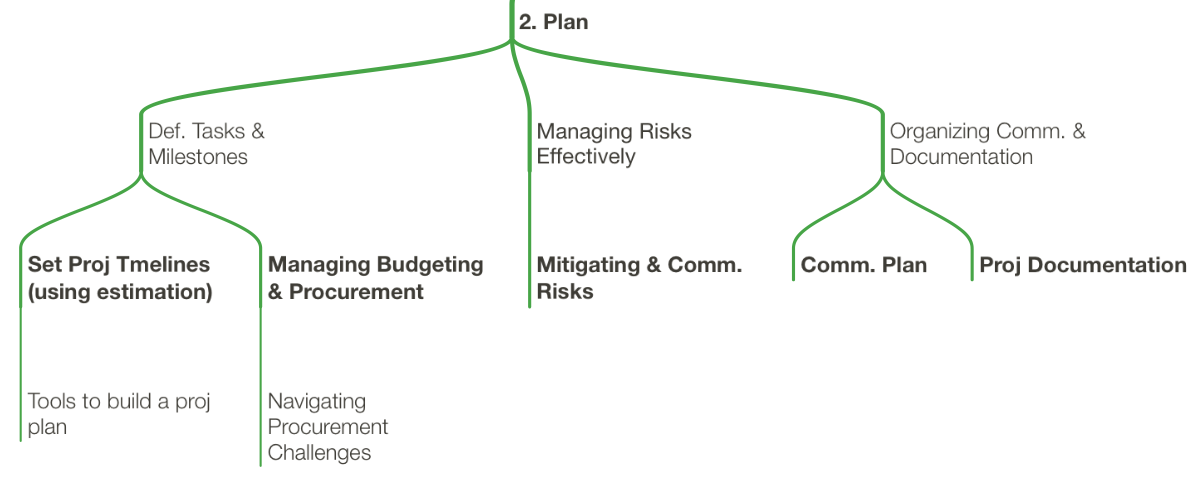 2. Plan
Def. Tasks &
Milestones
Managing Risks
Effectively
Organizing Comm. &
Documentation
Set Proj Tmelines
(using estimation)
Managing Budgeting
& Procurement
Mitigating & Comm.
Risks
Comm. Plan
Proj Documentation
Tools to build a proj
plan
Navigating
Procurement
Challenges